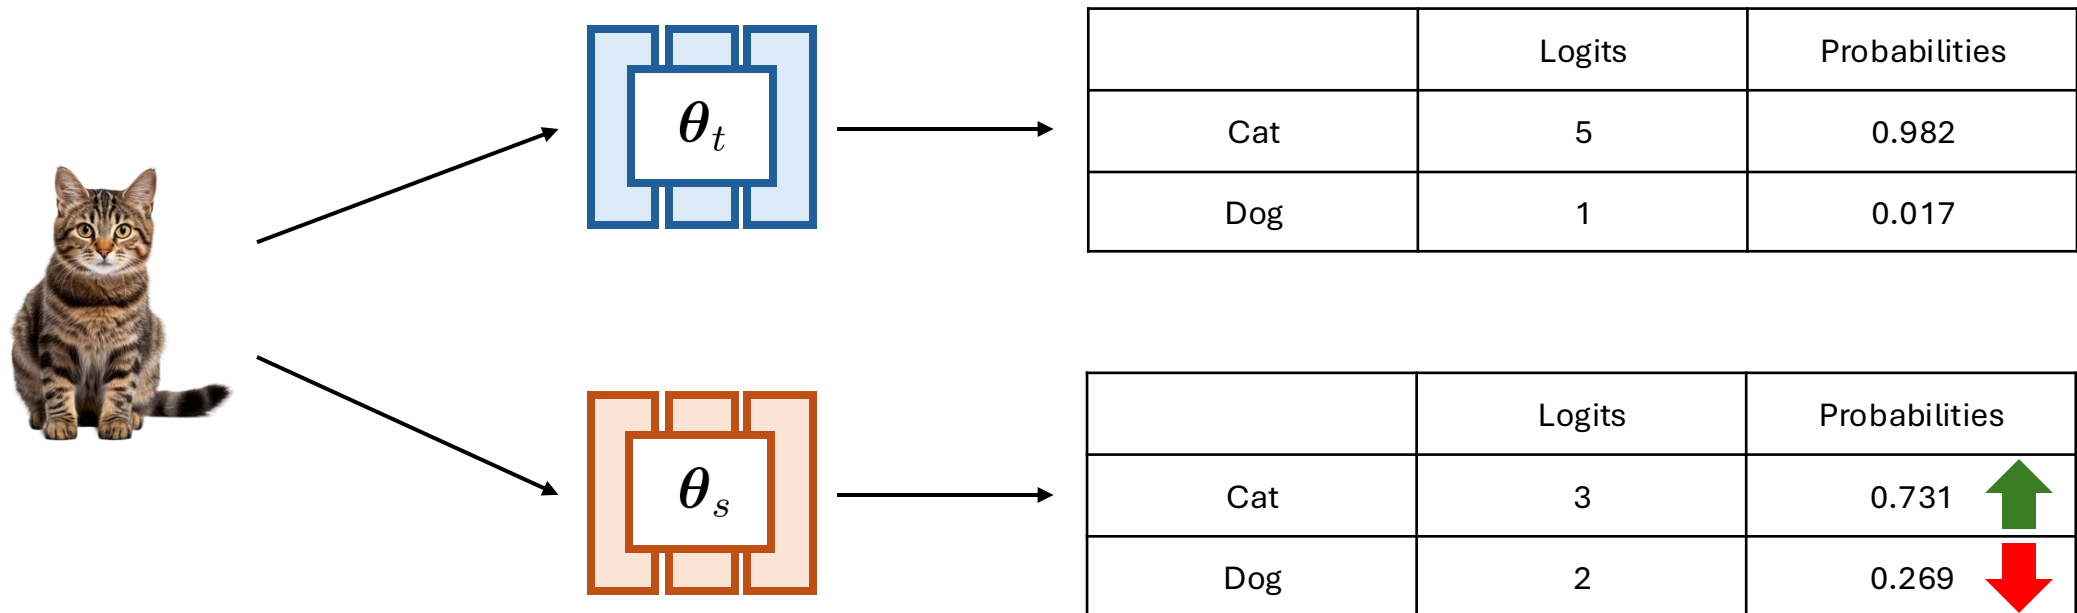 Logits Probabilities
θₜ
Cat 5 0.982
Dog 1 0.017
Logits Probabilities
θₛ
Cat 3 0.731
Dog 2 0.269